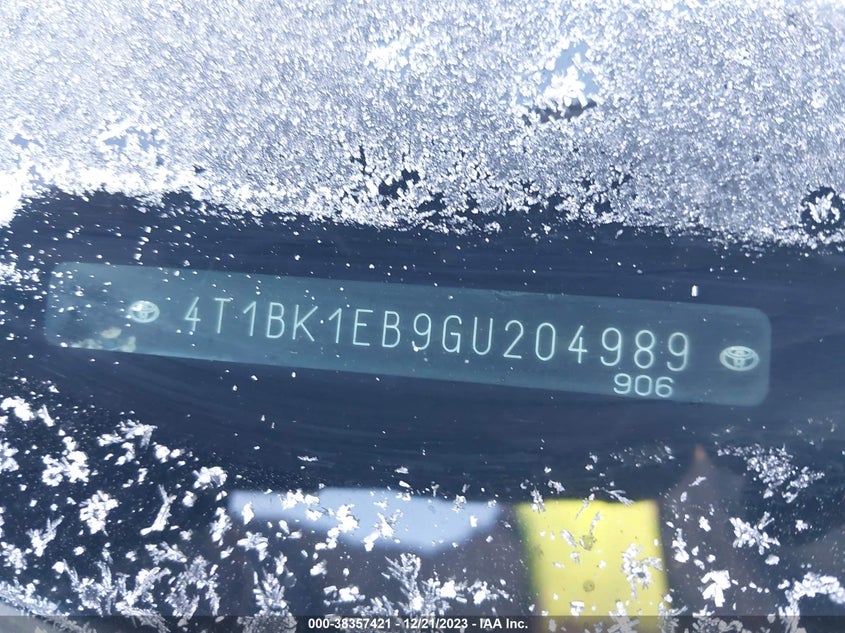 4T1BK1EB9GU204989
906
000-38357421 - 12/21/2023 - IAA Inc.